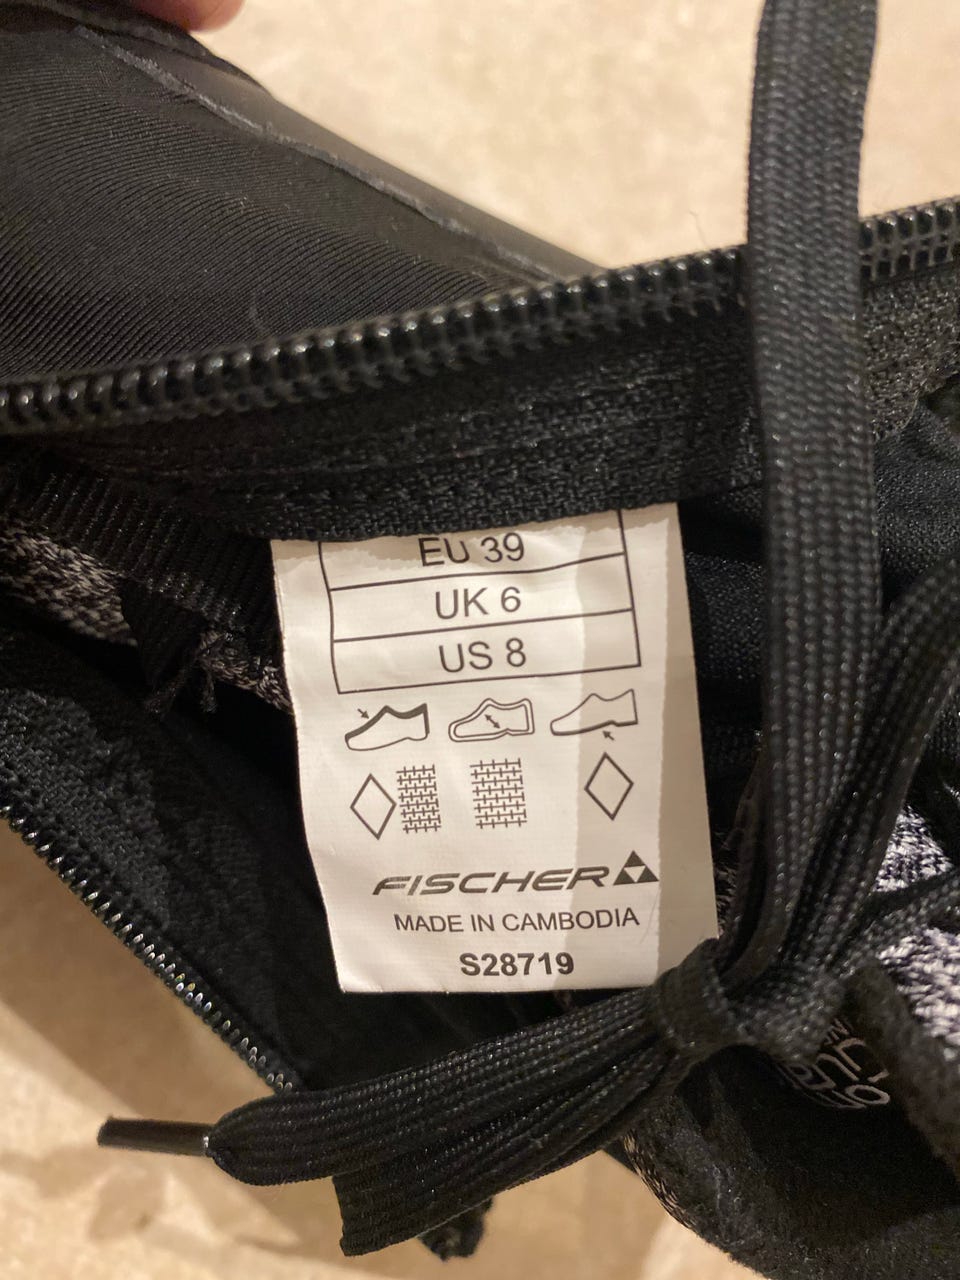 EU 39
UK 6
US 8
FISCHER
MADE IN CAMBODIA
S28719